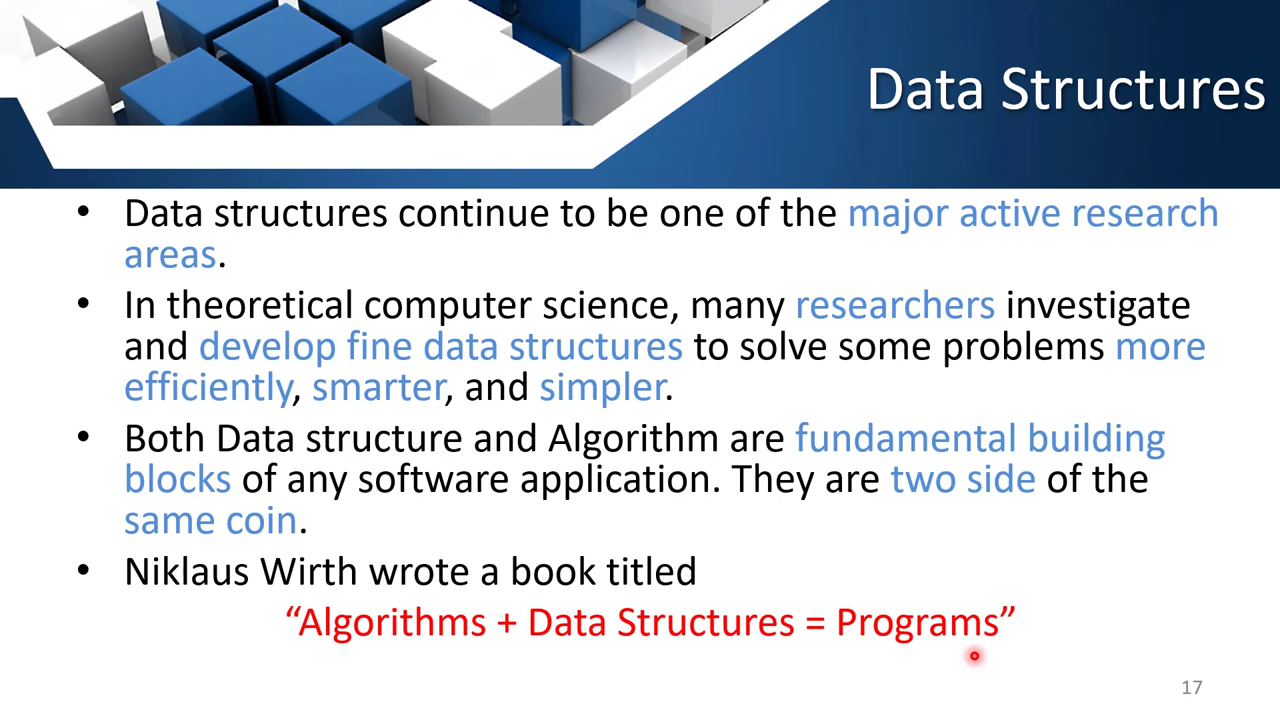 Data Structures
• Data structures continue to be one of the major active research
areas.
• In theoretical computer science, many researchers investigate
and develop fine data structures to solve some problems more
efficiently, smarter, and simpler.
• Both Data structure and Algorithm are fundamental building
blocks of any software application. They are two side of the
same coin.
• Niklaus Wirth wrote a book titled
“Algorithms + Data Structures = Programs”
17